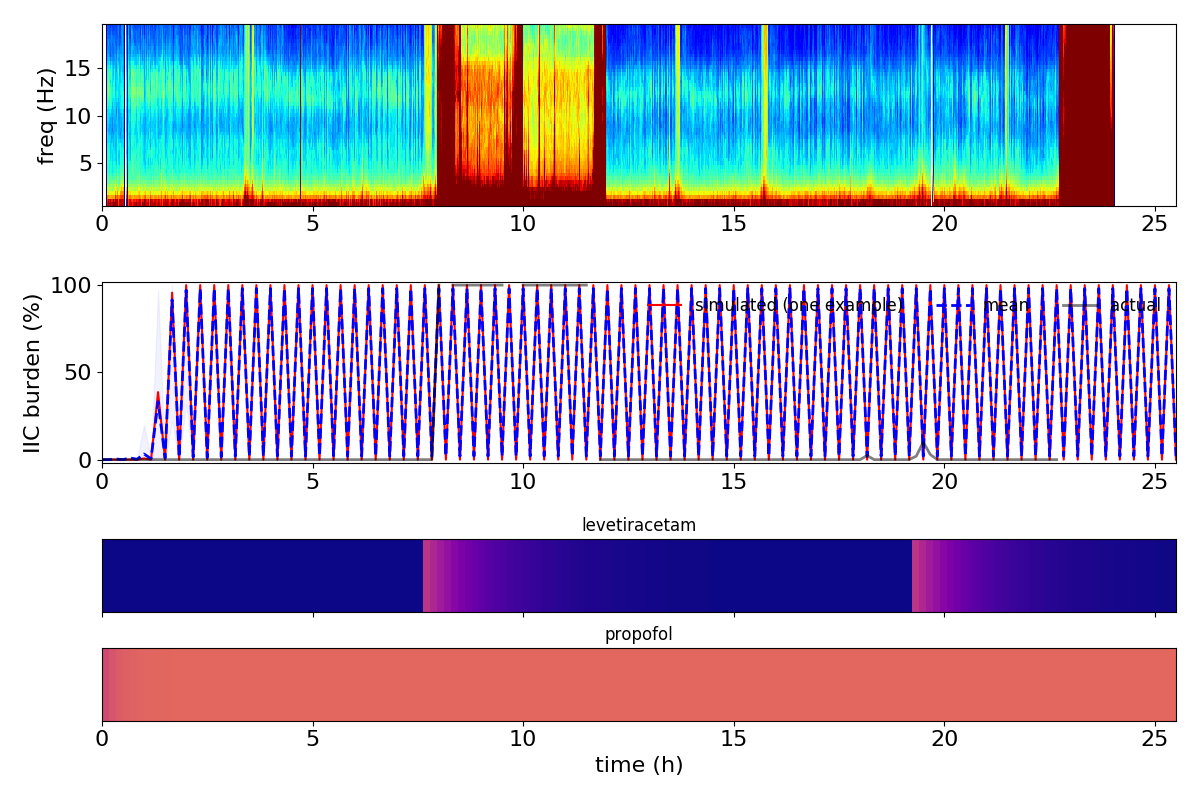 freq (Hz)
15
10
5
0 5 10 15 20 25
IIC burden (%)
100
50
0
simulated (one example) mean actual
0 5 10 15 20 25
levetiracetam
propofol
0 5 10 15 20 25
time (h)